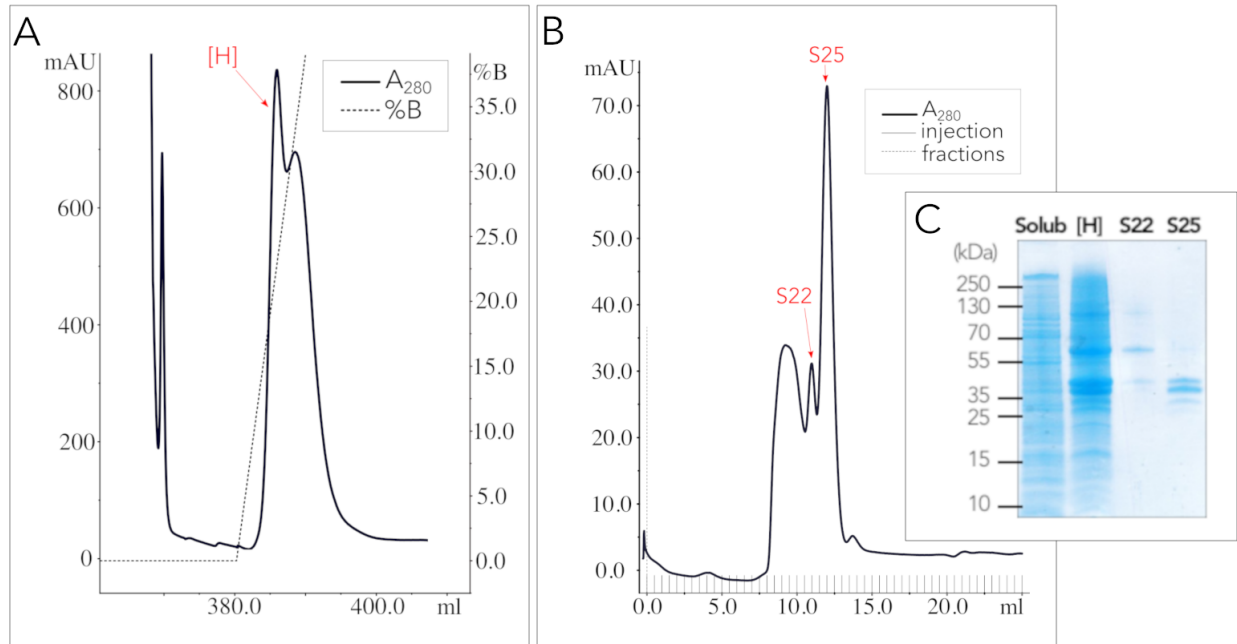 A
mAU
[H]
%B
A280
%B
800
600
400
200
0
35.0
30.0
25.0
20.0
15.0
10.0
5.0
0.0
380.0
400.0
ml
B
mAU
S25
S22
A280
injection
fractions
70.0
60.0
50.0
40.0
30.0
20.0
10.0
0.0
0.0
5.0
10.0
15.0
20.0
ml
C
Solub [H] S22 S25
(kDa)
250
130
70
55
35
25
15
10